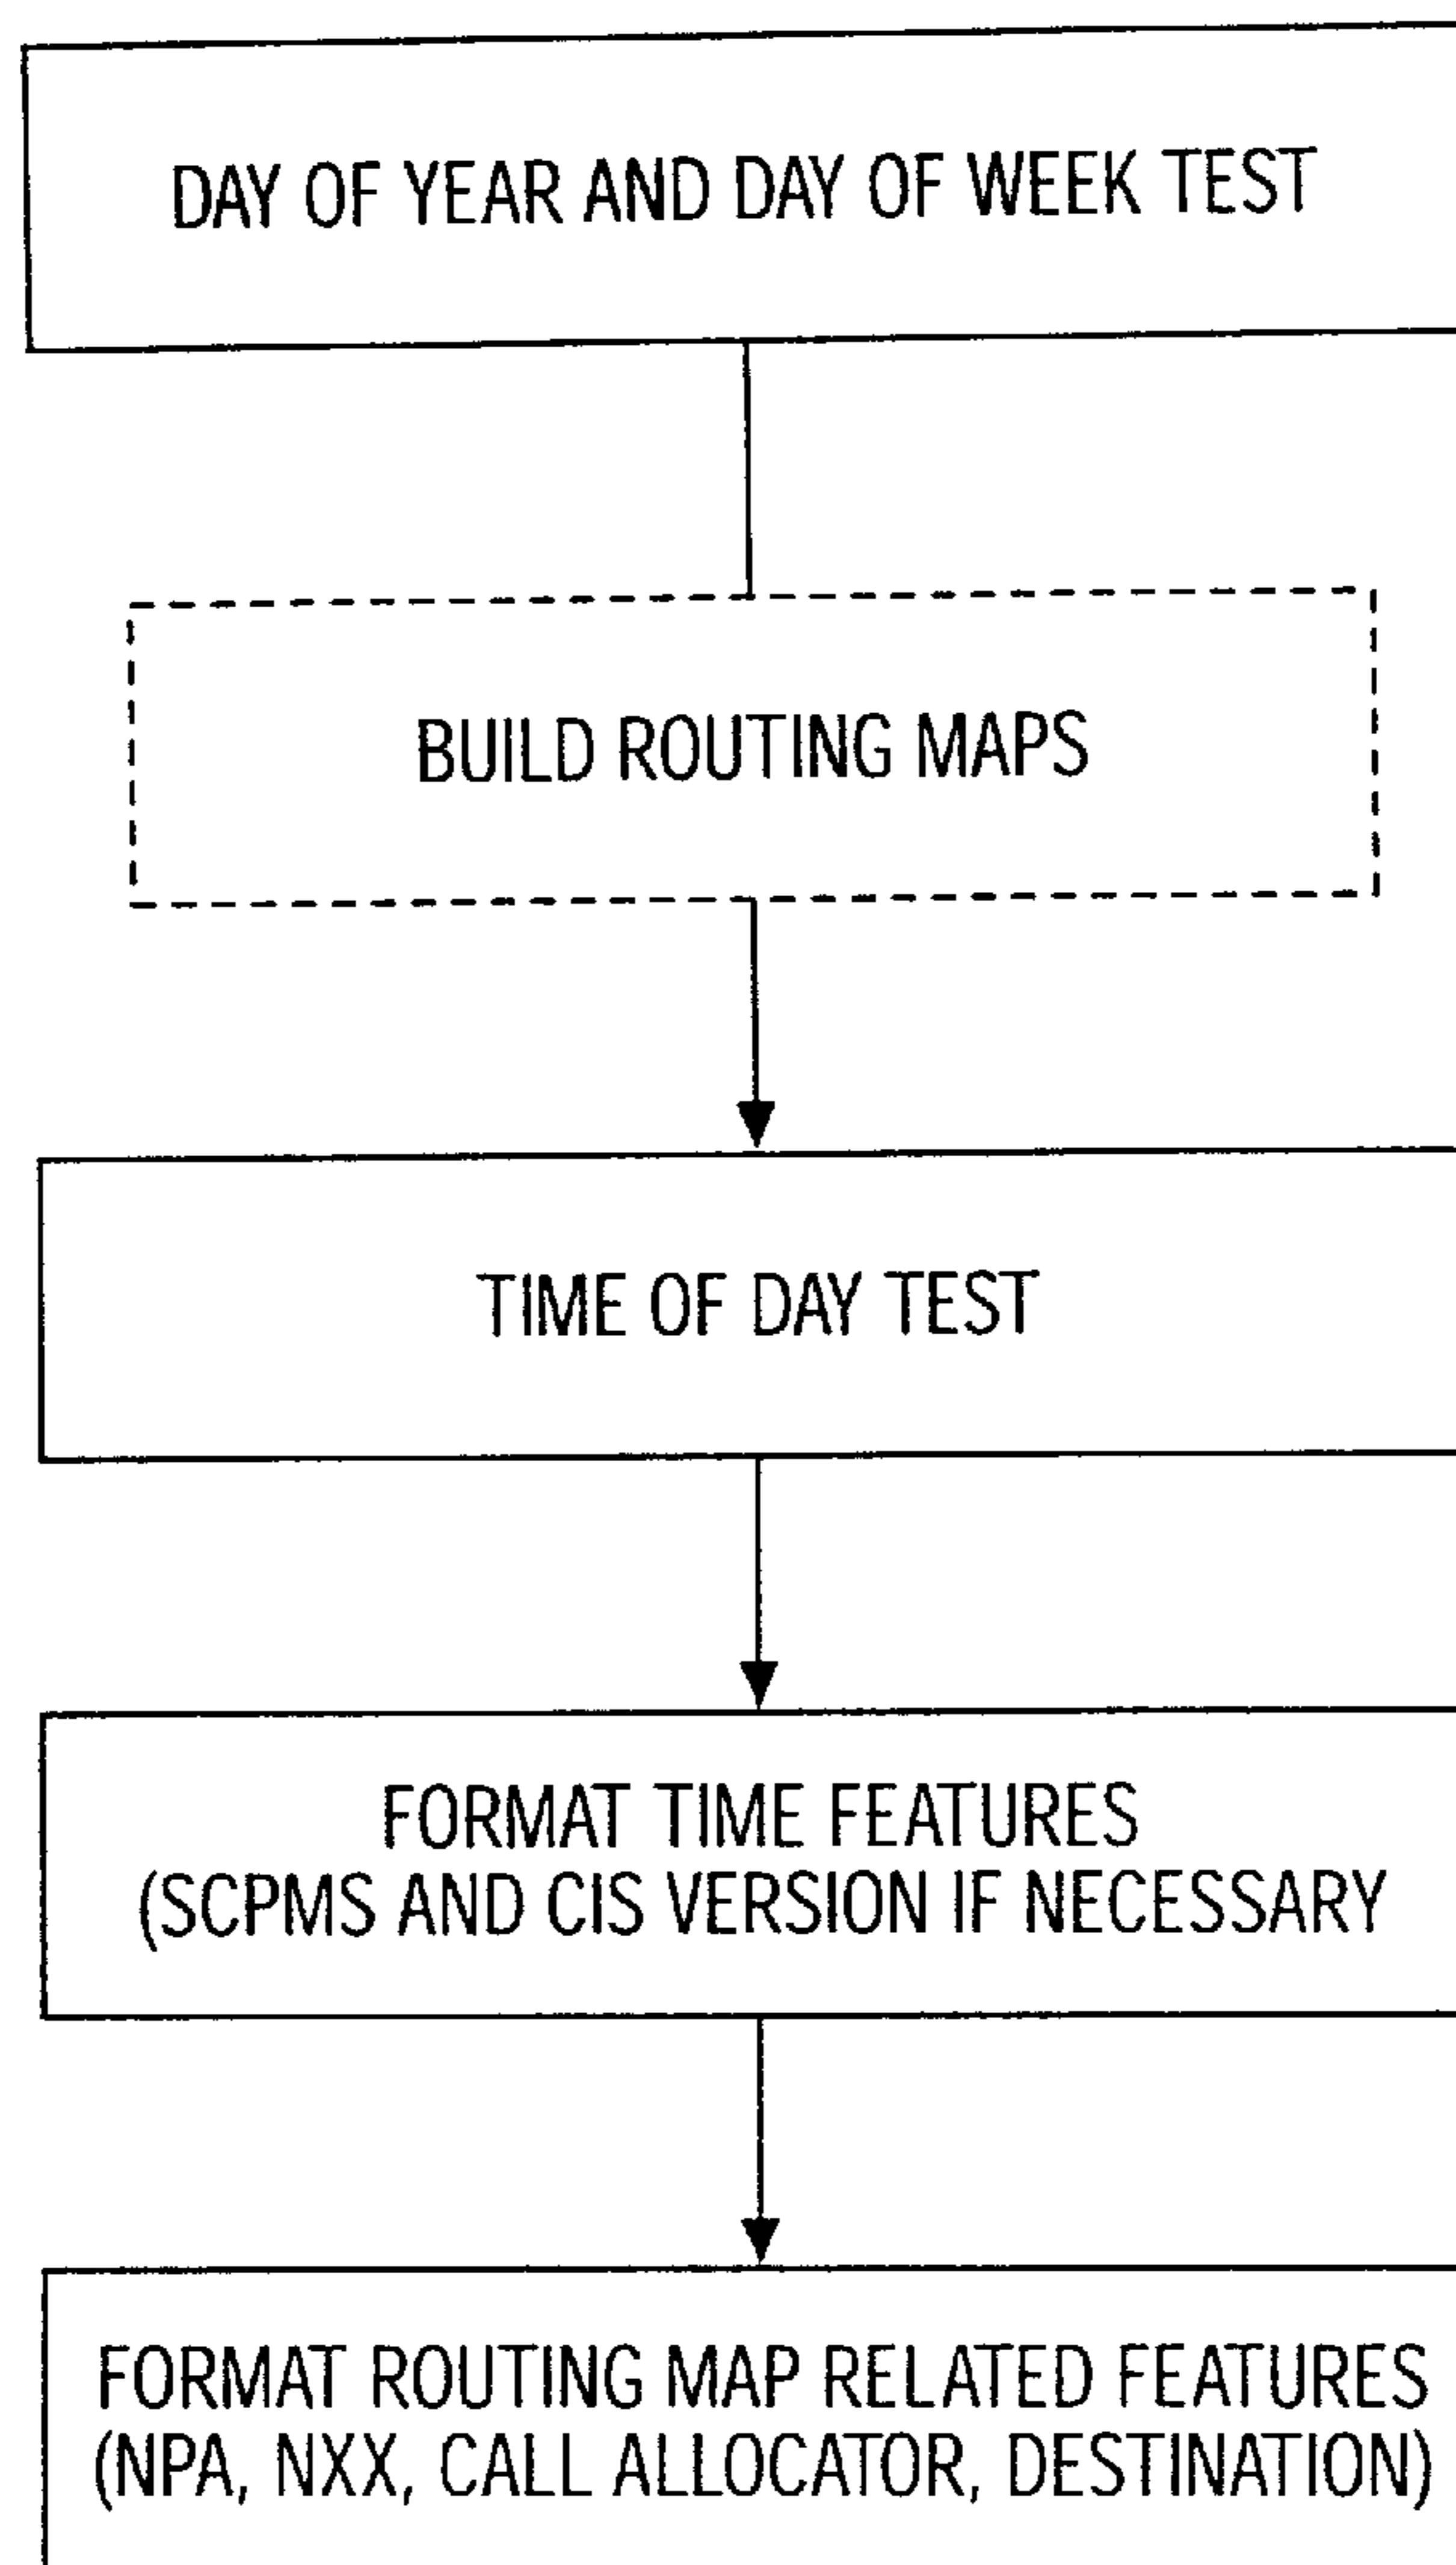 DAY OF YEAR AND DAY OF WEEK TEST
BUILD ROUTING MAPS
TIME OF DAY TEST
FORMAT TIME FEATURES
(SCPMS AND CIS VERSION IF NECESSARY
FORMAT ROUTING MAP RELATED FEATURES
(NPA, NXX, CALL ALLOCATOR, DESTINATION)